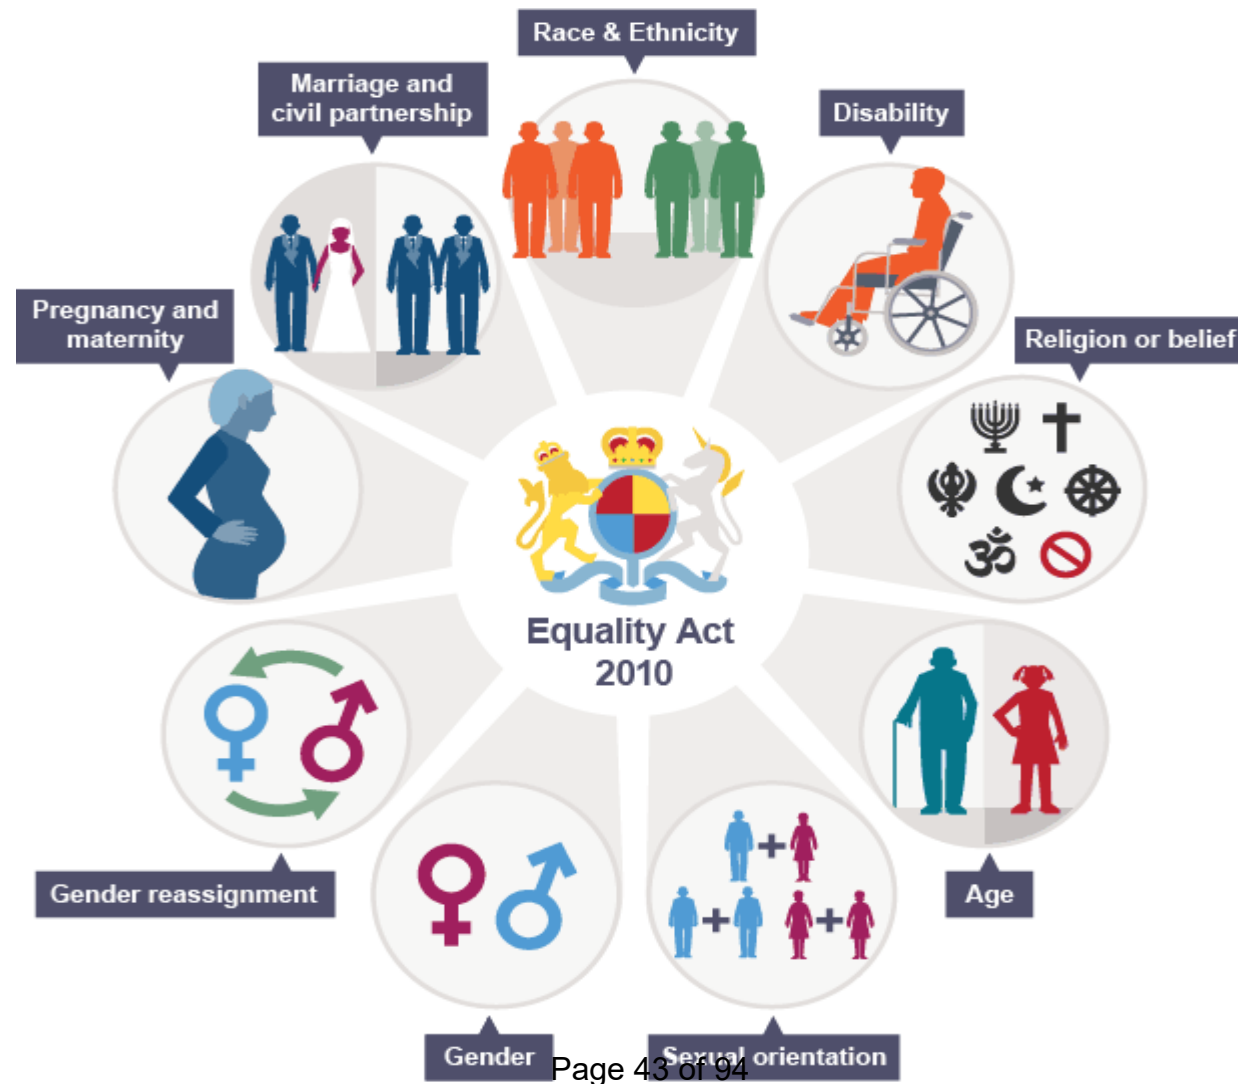 Race & Ethnicity
Marriage and
civil partnership
Disability
Pregnancy and
maternity
Religion or belief
Equality Act
2010
Gender reassignment
Age
Gender
Sexual orientation
Page 43 of 94